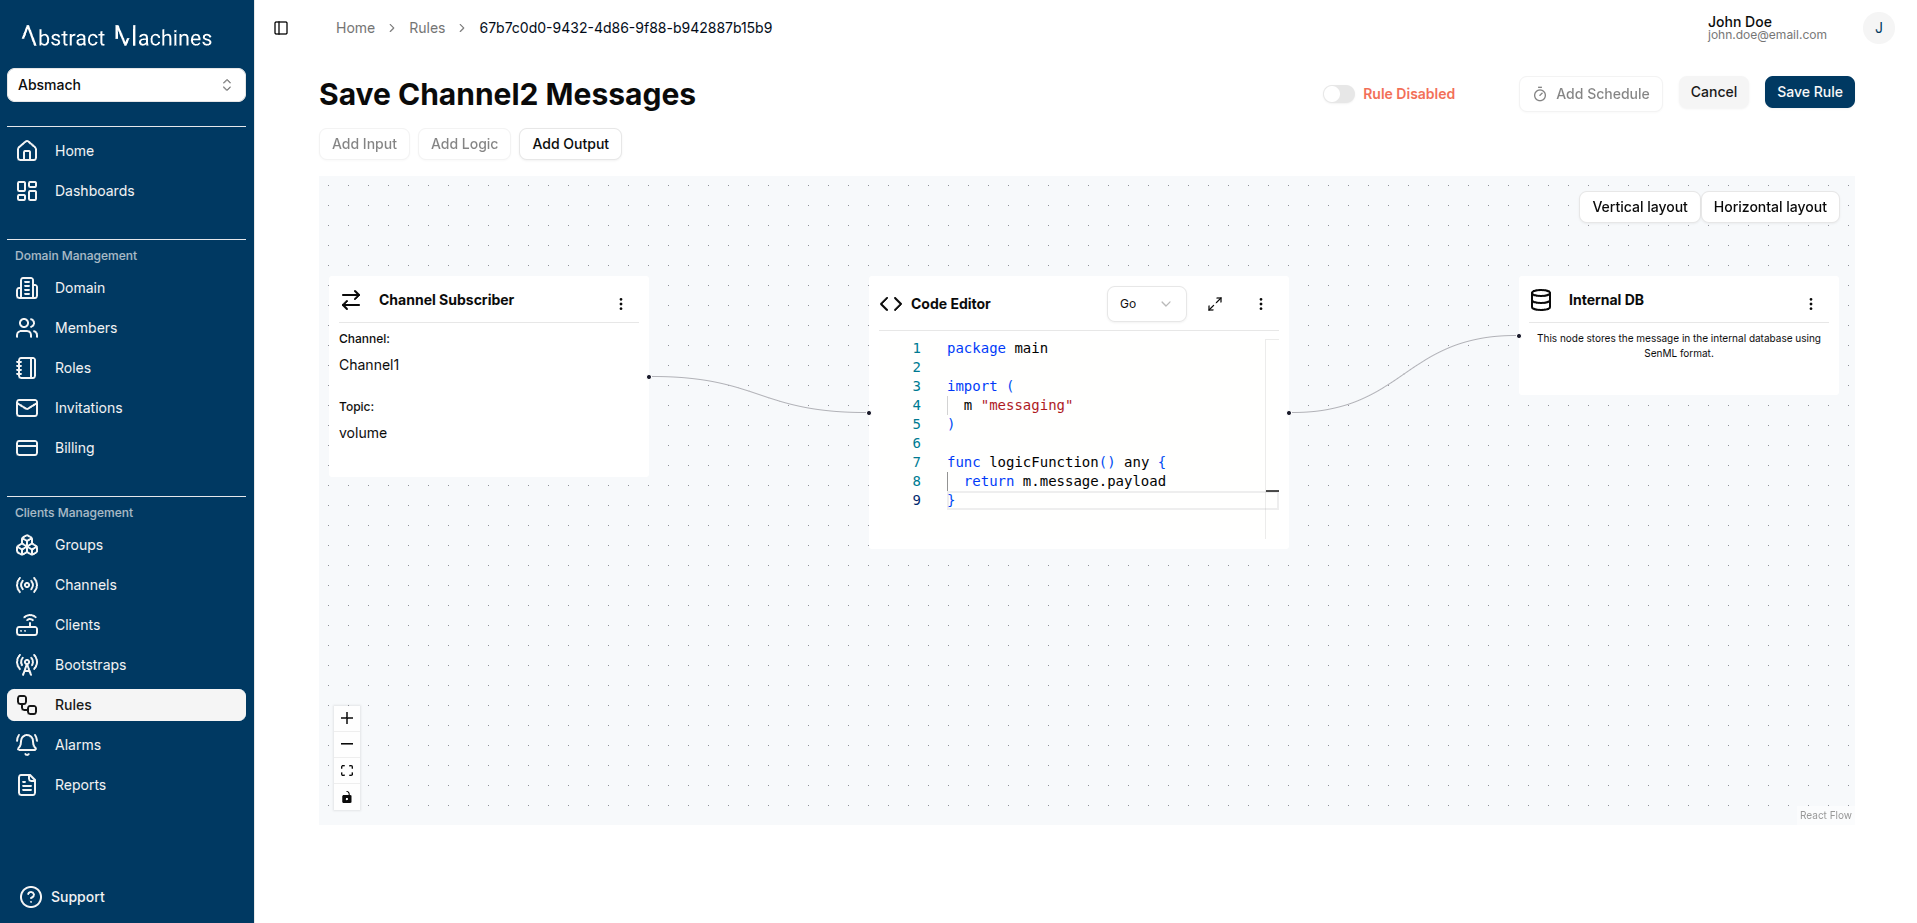 Abstract Machines
Absmach
Home
Dashboards
Domain Management
Domain
Members
Roles
Invitations
Billing
Clients Management
Groups
Channels
Clients
Bootstraps
Rules
Alarms
Reports
Support
Home > Rules > 67b7c0d0-9432-4d86-9f88-b942887b15b9
John Doe
john.doe@email.com
J
Save Channel2 Messages
Rule Disabled
Add Schedule
Cancel
Save Rule
Add Input
Add Logic
Add Output
Vertical layout
Horizontal layout
Channel Subscriber
Channel:
Channel1
Topic:
volume
Code Editor
Go
1 package main
2
3 import (
4 m "messaging"
5 )
6
7 func logicFunction() any {
8 return m.message.payload
9 }
Internal DB
This node stores the message in the internal database using
SenML format.
React Flow